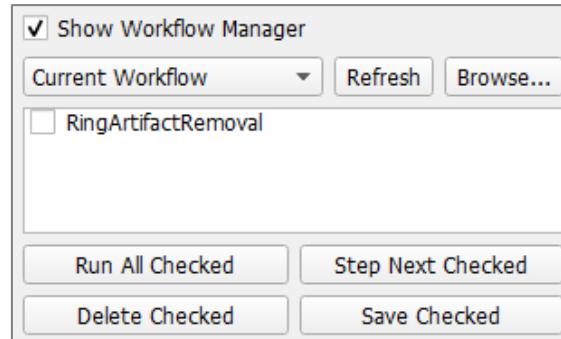 Show Workflow Manager
Current Workflow Refresh Browse...
RingArtifactRemoval
Run All Checked Step Next Checked
Delete Checked Save Checked